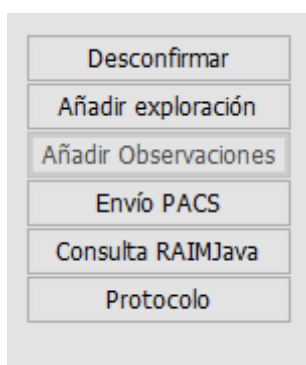 Desconfirmar
Añadir exploración
Añadir Observaciones
Envío PACS
Consulta RAIMJava
Protocolo